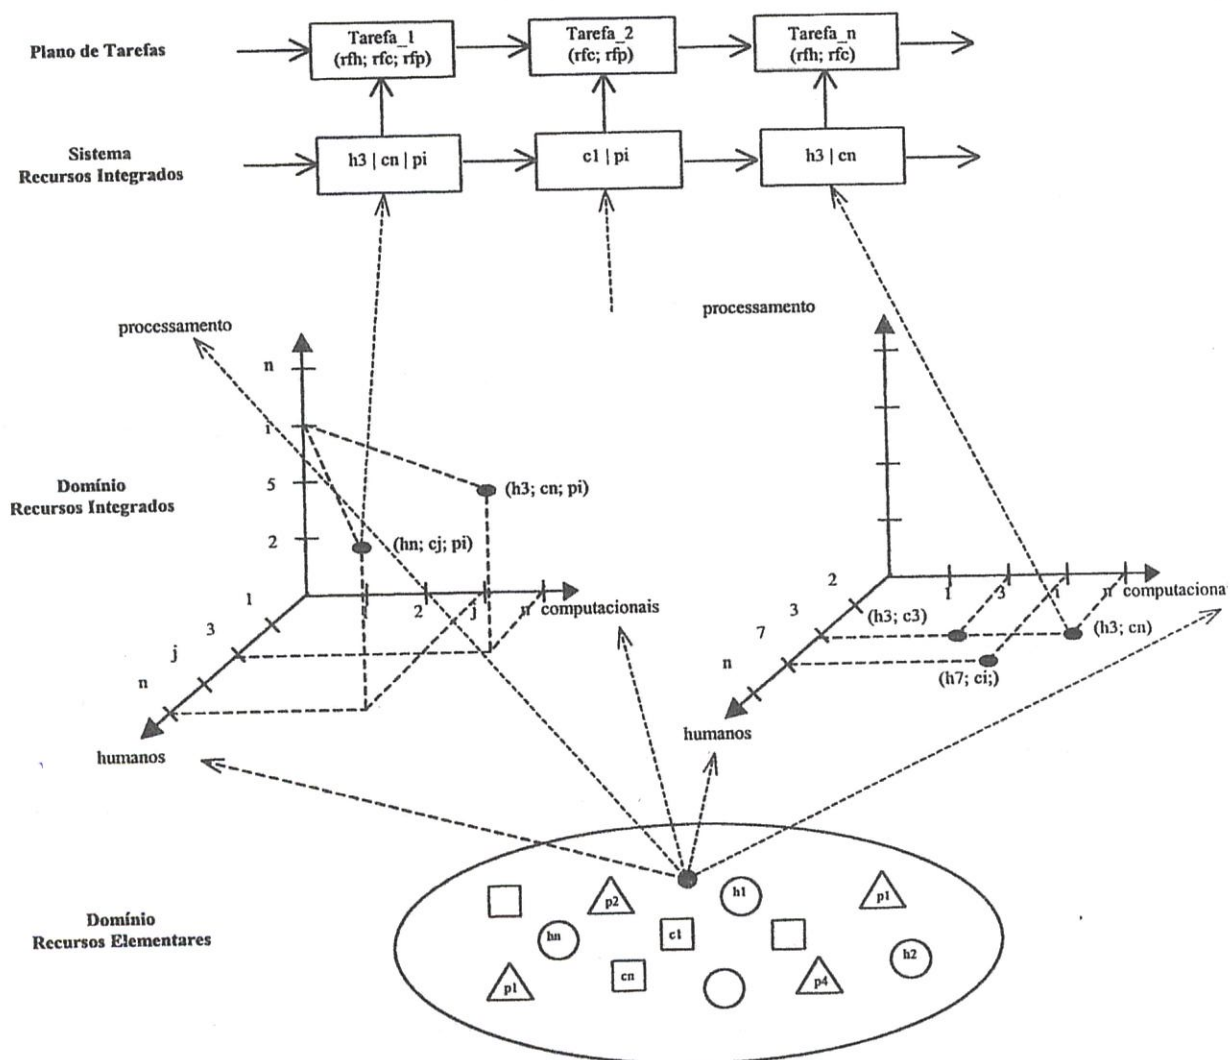 Plano de Tarefas
Tarefa_1
(rfh; rfc; rfp)
Tarefa_2
(rfc; rfp)
Tarefa_n
(rfh; rfc)
Sistema
Recursos Integrados
h3 | cn | pi
c1 | pi
h3 | cn
Domínio
Recursos Integrados
processamento
n
i
5
2
(h3; cn; pi)
(hn; cj; pi)
1
3
j
n
2
j
n
computacionais
humanos
processamento
2
3
7
n
1
3
i
n
computaciona
(h3; c3)
(h3; cn)
(h7; ci;)
humanos
Domínio
Recursos Elementares
p2
h1
p1
hn
c1
h2
p1
cn
p4